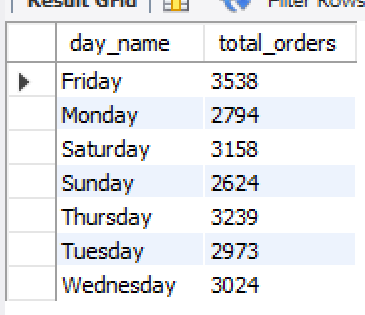 Result Grid Filter Rows
day_name total_orders
Friday 3538
Monday 2794
Saturday 3158
Sunday 2624
Thursday 3239
Tuesday 2973
Wednesday 3024